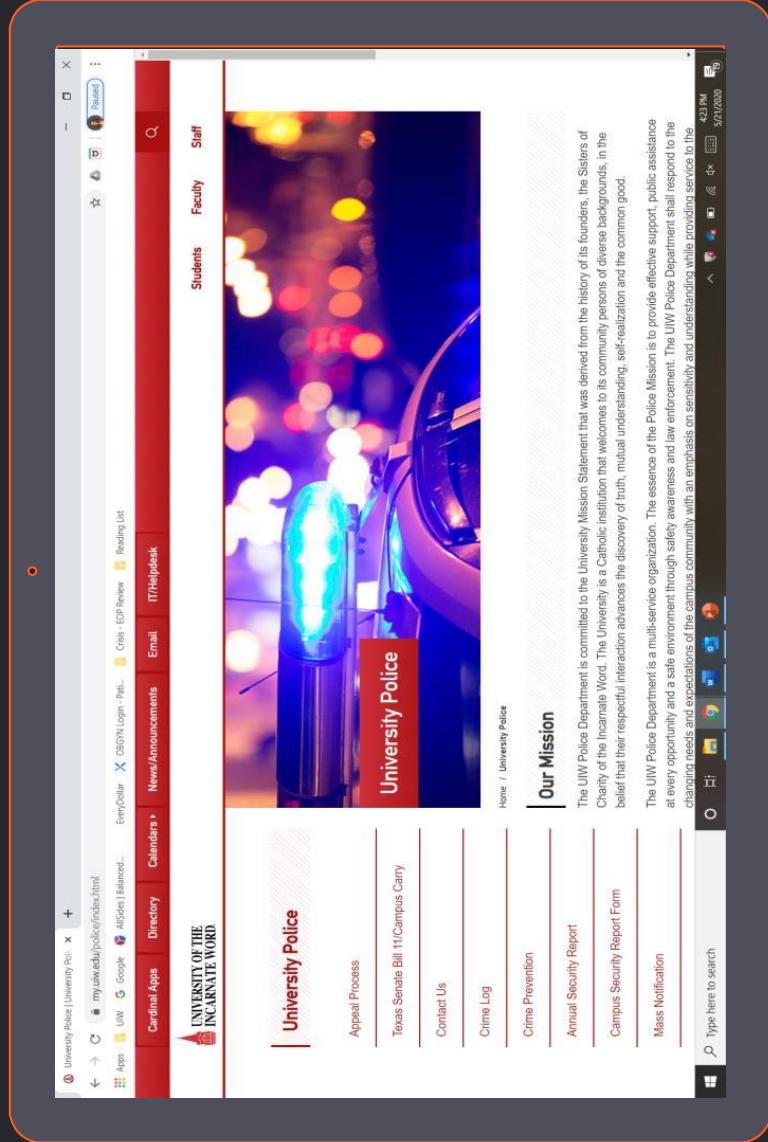 University Police | University Poli
my.uiw.edu/police/index.html
Paused
Apps
UIW
Google
AllSides | Balanced...
EveryDollar
OBGYN Login - Pati...
Crisis - EOP Review
Reading List
Cardinal Apps
Directory
Calendars
News/Announcements
Email
IT/Helpdesk
UNIVERSITY OF THE
INCARNATE WORD
Students
Faculty
Staff
University Police
Appeal Process
Texas Senate Bill 11/Campus Carry
Contact Us
Crime Log
Crime Prevention
Annual Security Report
Campus Security Report Form
Mass Notification
University Police
Home / University Police
Our Mission
The UIW Police Department is committed to the University Mission Statement that was derived from the history of its founders, the Sisters of
Charity of the Incarnate Word. The University is a Catholic institution that welcomes to its community persons of diverse backgrounds, in the
belief that their respectful interaction advances the discovery of truth, mutual understanding, self-realization and the common good.
The UIW Police Department is a multi-service organization. The essence of the Police Mission is to provide effective support, public assistance
at every opportunity and a safe environment through safety awareness and law enforcement. The UIW Police Department shall respond to the
changing needs and expectations of the campus community with an emphasis on sensitivity and understanding while providing service to the
Type here to search
4:23 PM
5/21/2020
19